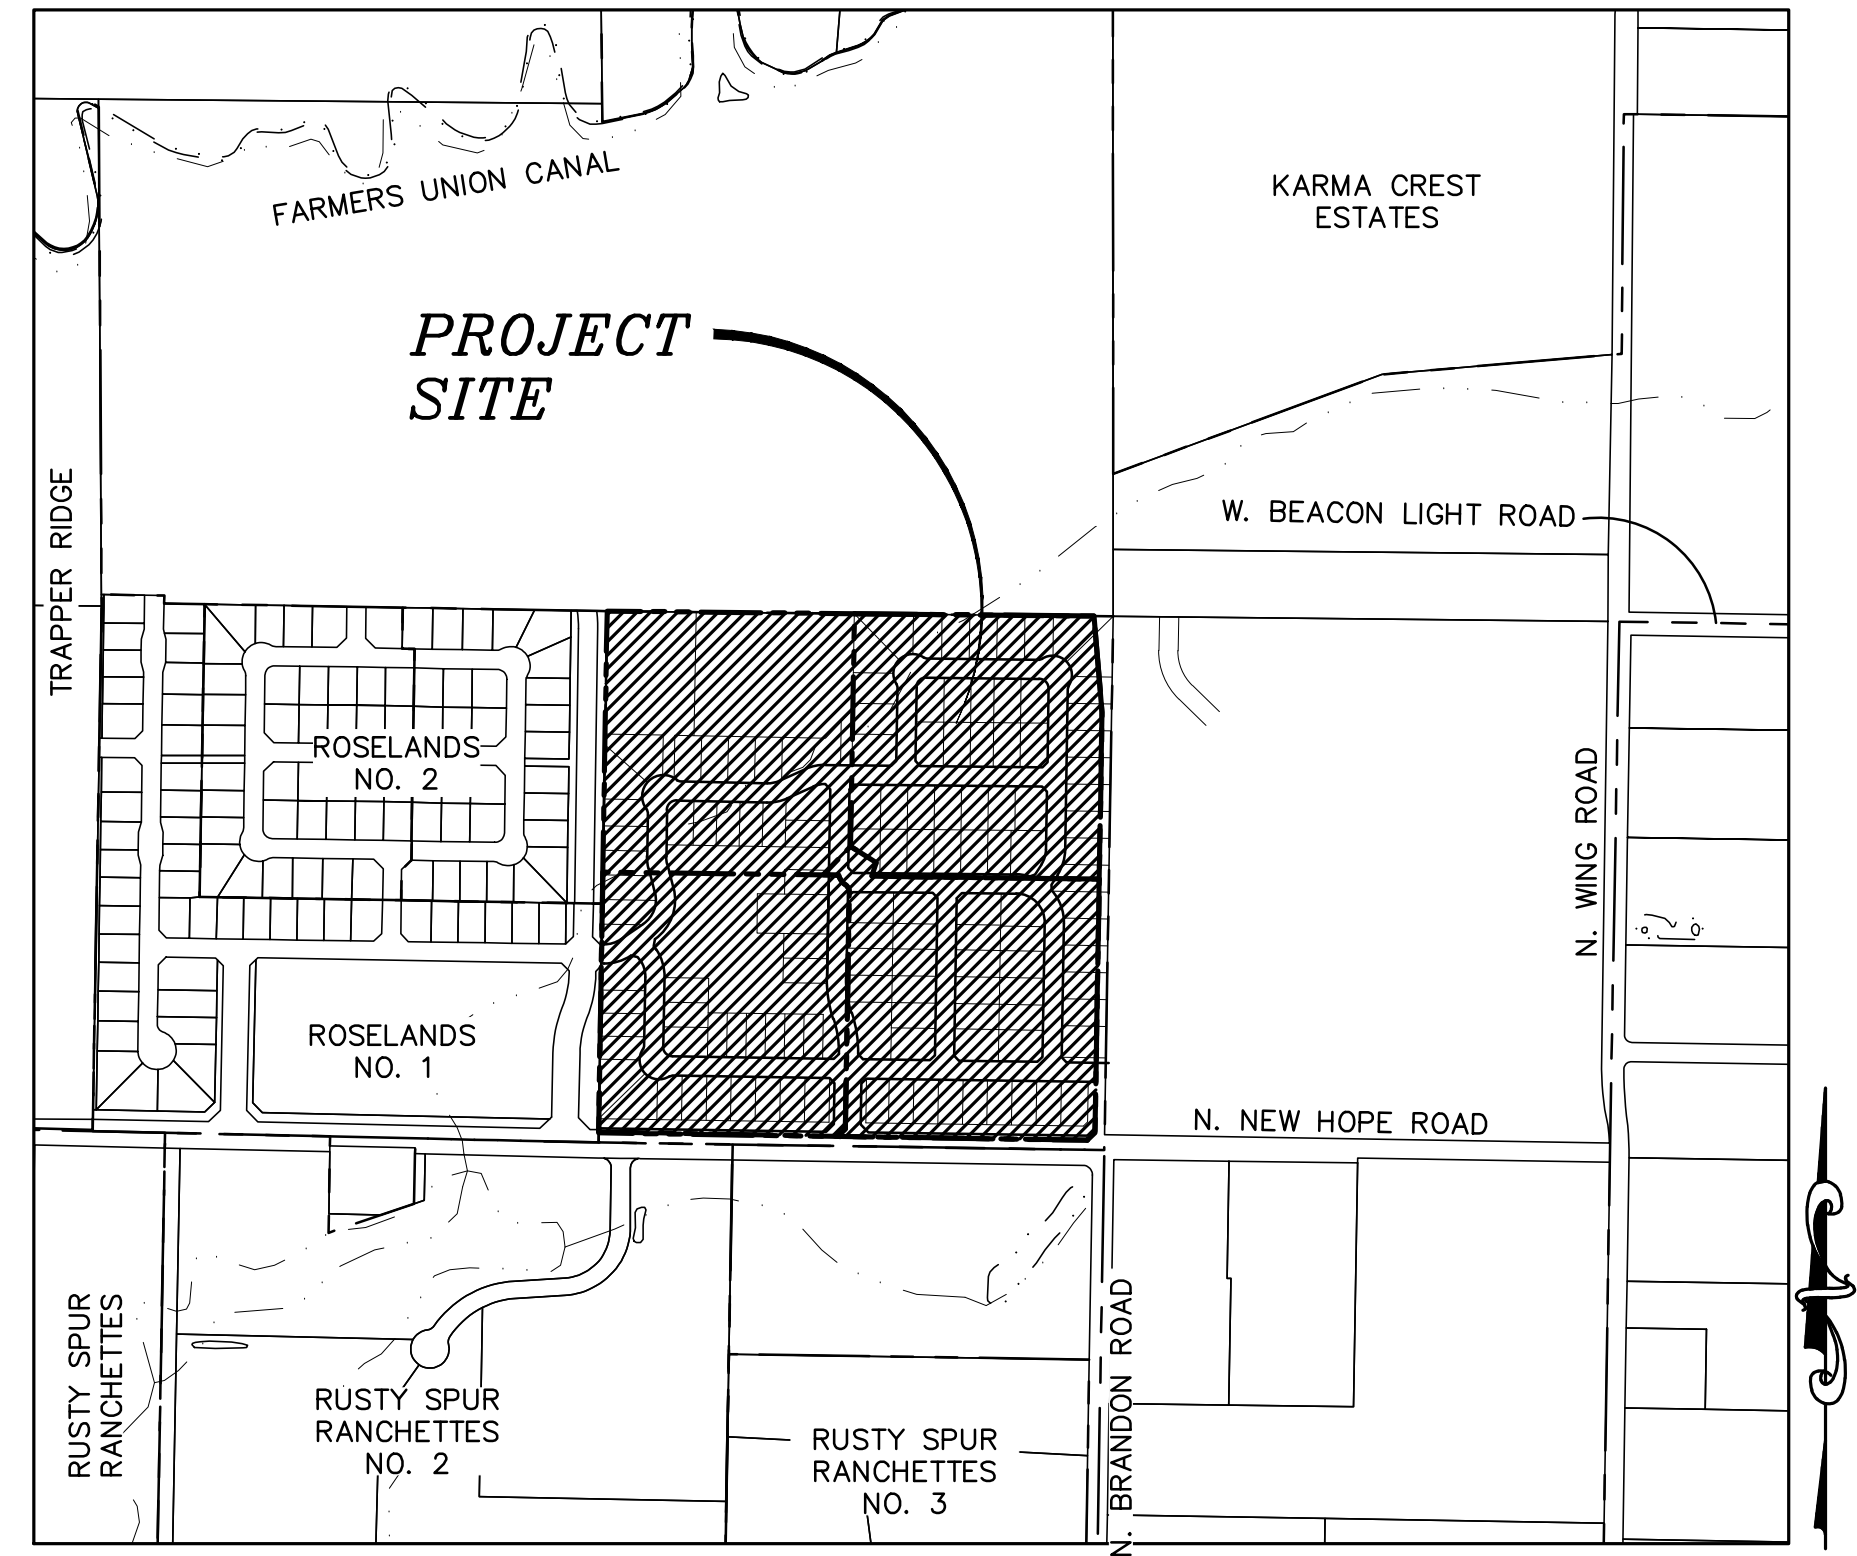 FARMERS UNION CANAL
KARMA CREST
ESTATES
PROJECT
SITE
TRAPPER RIDGE
W. BEACON LIGHT ROAD
ROSELANDS
NO. 2
N. WING ROAD
ROSELANDS
NO. 1
N. NEW HOPE ROAD
RUSTY SPUR
RANCHETTES
RUSTY SPUR
RANCHETTES
NO. 2
RUSTY SPUR
RANCHETTES
NO. 3
N. BRANDON ROAD